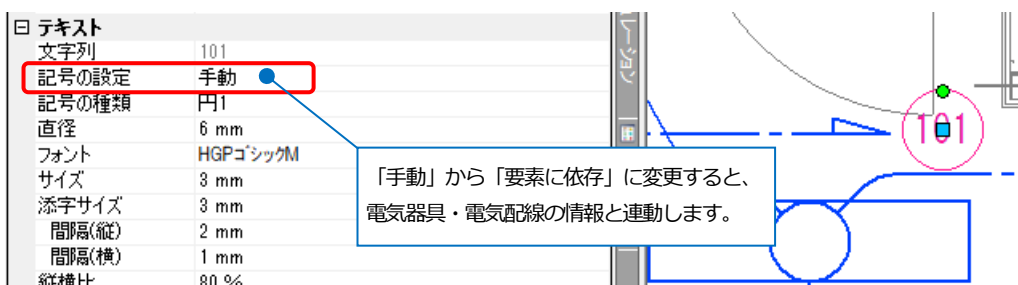 テキスト
文字列 101
記号の設定 手動
記号の種類 円1
直径 6 mm
フォント HGPゴシックM
サイズ 3 mm
添字サイズ 3 mm
間隔(縦) 2 mm
間隔(横) 1 mm
縦横比 80 %
「手動」から「要素に依存」に変更すると、
電気器具・電気配線の情報と連動します。
レーション
101